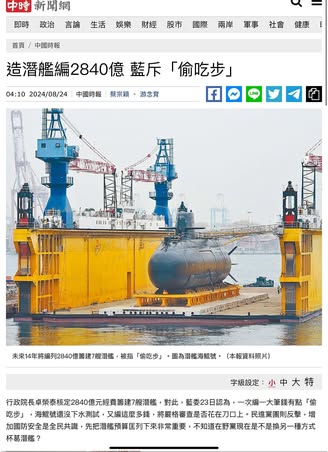 中時新聞網
即時 政治 言論 生活 娛樂 財經 股市 國際 兩岸 軍事 社會 健康
首頁 / 中國時報
造潛艦編2840億 藍斥「偷吃步」
04:10 2024/08/24 | 中國時報 | 蔡宗穎 、 游念育
未來14年將編列2840億籌建7艘潛艦,被指「偷吃步」。圖為潛艦海鯤號。(本報資料照片)
字級設定: 小 中 大 特
行政院長卓榮泰核定2840億元經費籌建7艘潛艦,對此,藍委23日認為,一次編一大筆錢有點「
偷吃步」,海鯤號還沒下水測試,又編這麼多錢,將嚴格審查是否花在刀口上。民進黨團則反擊,增
加國防安全是全民共識,先把潛艦預算匡列下來非常重要,不知道在野黨現在是不是換另一種方式
杯葛潛艦?